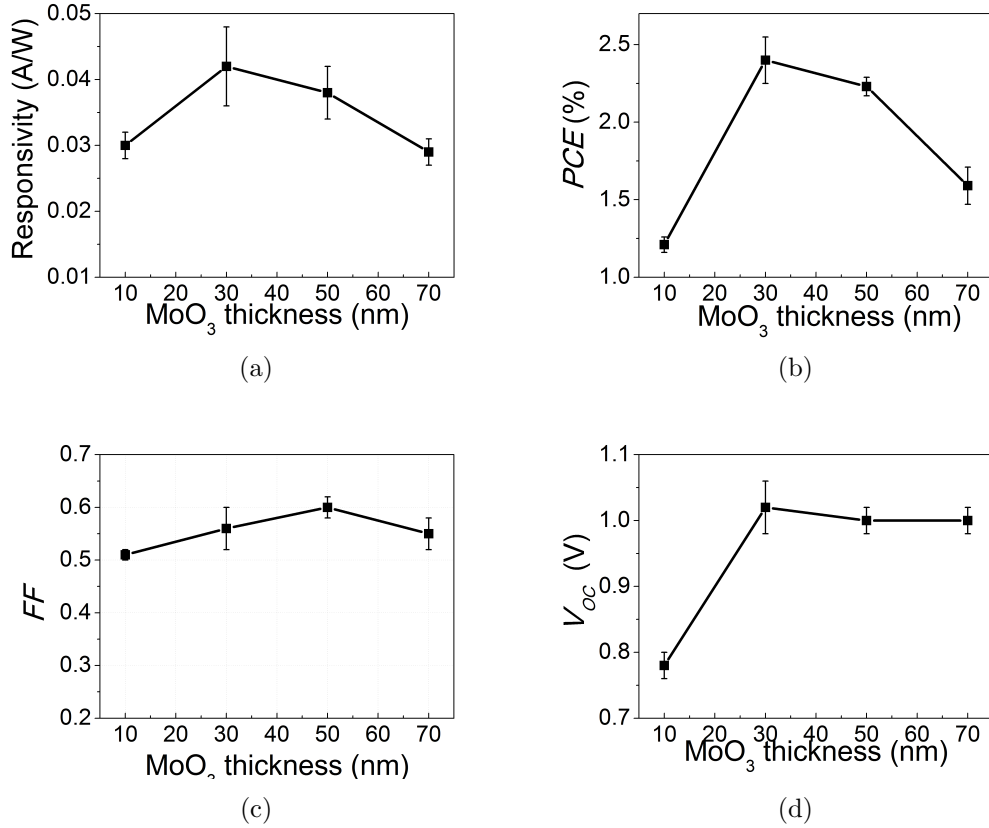 Responsivity (A/W)
0.05
0.04
0.03
0.02
0.01
10 20 30 40 50 60 70
MoO3 thickness (nm)
(a)
PCE (%)
2.5
2.0
1.5
1.0
10 20 30 40 50 60 70
MoO3 thickness (nm)
(b)
FF
0.7
0.6
0.5
0.4
0.3
0.2
10 20 30 40 50 60 70
MoO3 thickness (nm)
(c)
VOC (V)
1.1
1.0
0.9
0.8
0.7
10 20 30 40 50 60 70
MoO3 thickness (nm)
(d)